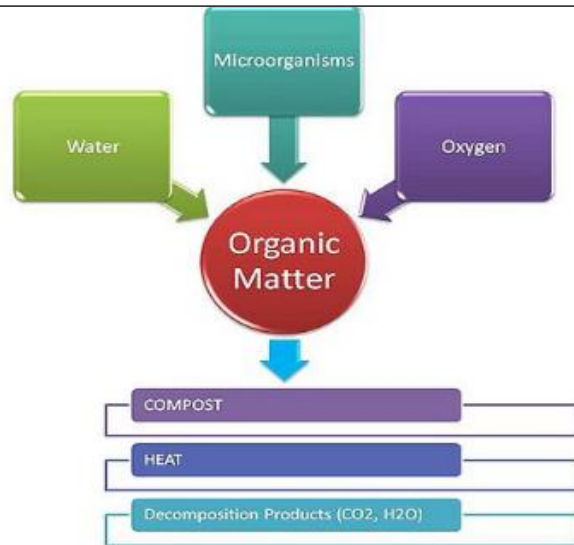 Microorganisms
Water
Oxygen
Organic
Matter
COMPOST
HEAT
Decomposition Products (CO2, H2O)